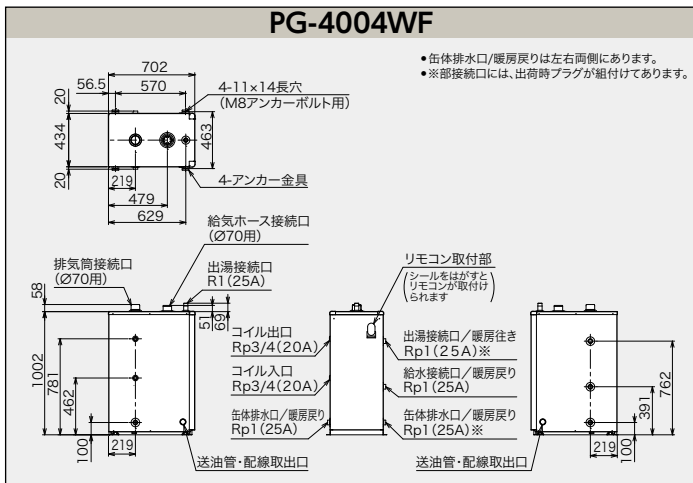 PG-4004WF
●缶体排水口/暖房戻りは左右両側にあります。
●※部接続口には、出荷時プラグが組付けてあります。
702
56.5
570
4-11×14長穴
(M8アンカーボルト用)
20
434
20
463
219
4-アンカー金具
479
629
給気ホース接続口
(Ø70用)
排気筒接続口
(Ø70用)
出湯接続口
R1(25A)
リモコン取付部
(シールをはがすと
リモコンが取付け
られます)
58
51
69
1002
781
462
100
219
送油管・配線取出口
コイル出口
Rp3/4(20A)
コイル入口
Rp3/4(20A)
缶体排水口/暖房戻り
Rp1(25A)
出湯接続口/暖房往き
Rp1(25A)※
給水接続口/暖房戻り
Rp1(25A)
缶体排水口/暖房戻り
Rp1(25A)※
762
391
100
219
送油管・配線取出口